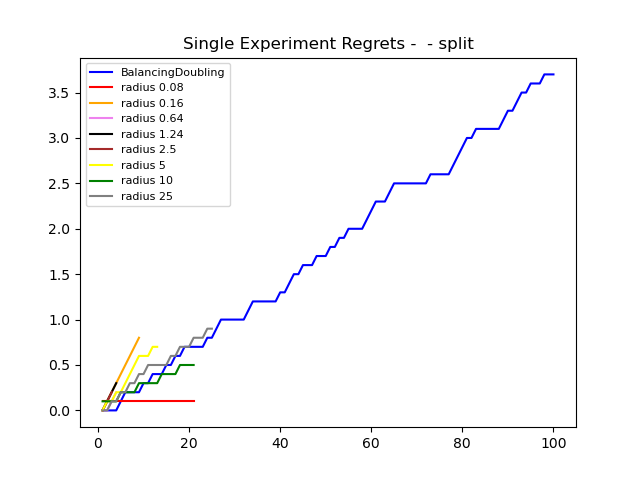 Single Experiment Regrets -  - split
BalancingDoubling
radius 0.08
radius 0.16
radius 0.64
radius 1.24
radius 2.5
radius 5
radius 10
radius 25
3.5
3.0
2.5
2.0
1.5
1.0
0.5
0.0
0 20 40 60 80 100